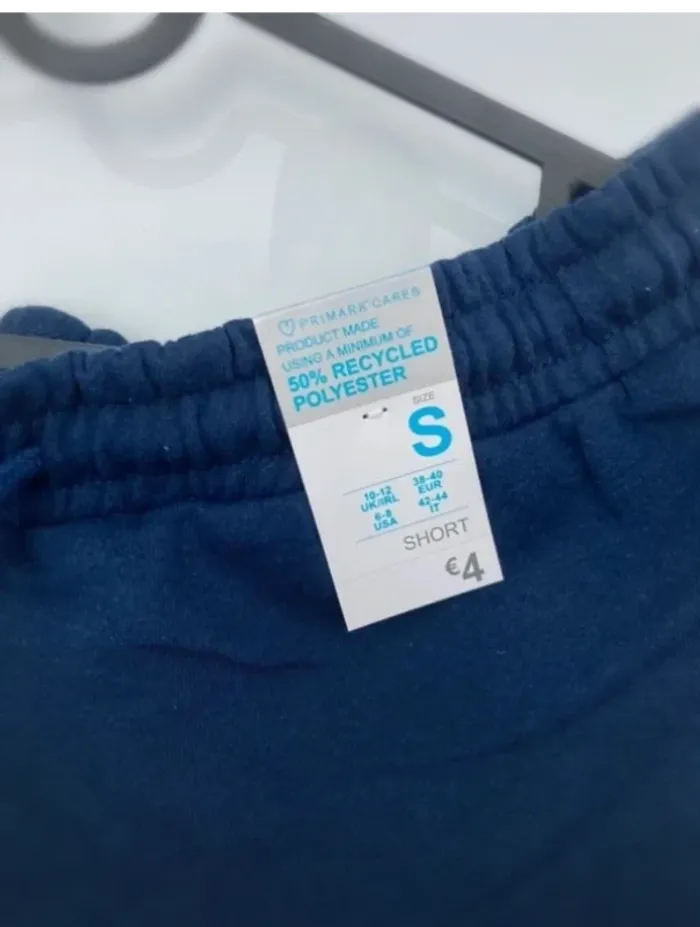 PRIMARK CARES
PRODUCT MADE
USING A MINIMUM OF
50% RECYCLED
POLYESTER
SIZE
S
10-12 38-40
UK/IRL EUR
6-8 42-44
USA IT
SHORT
€4